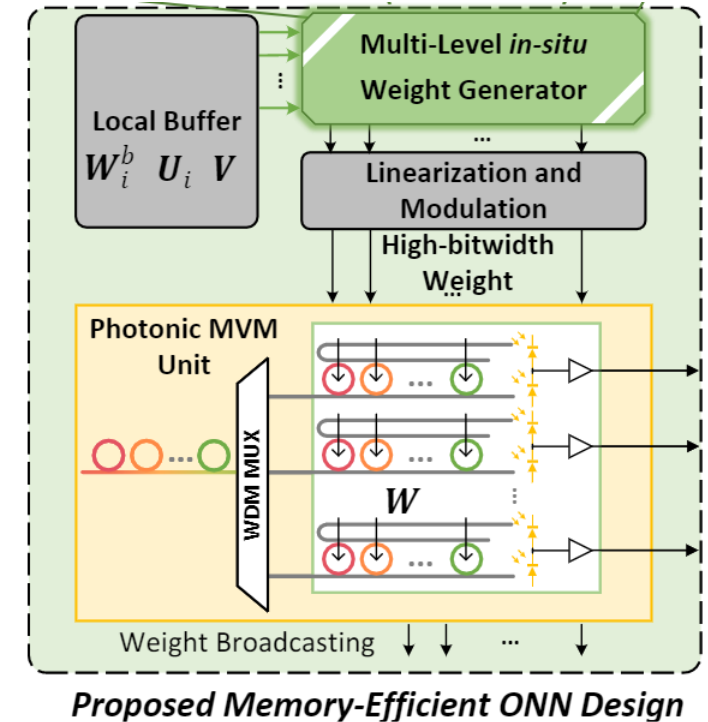 Multi-Level in-situ
Weight Generator
Local Buffer
W_i^b U_i V
...
Linearization and
Modulation
High-bitwidth
Weight
...
Photonic MVM
Unit
WDM MUX
...
...
...
W
...
...
Weight Broadcasting
...
Proposed Memory-Efficient ONN Design